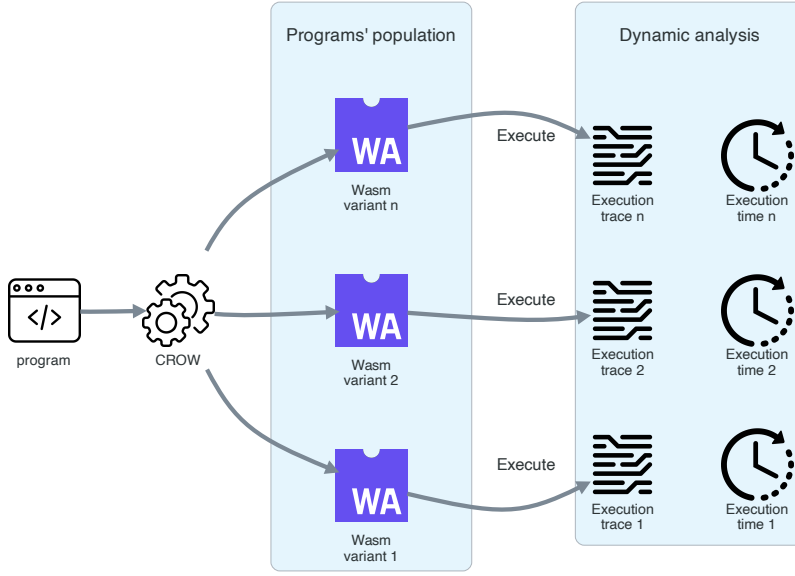 Programs' population
Dynamic analysis
WA
Wasm
variant n
Execute
Execution
trace n
Execution
time n
</>
program
CROW
WA
Wasm
variant 2
Execute
Execution
trace 2
Execution
time 2
WA
Wasm
variant 1
Execute
Execution
trace 1
Execution
time 1